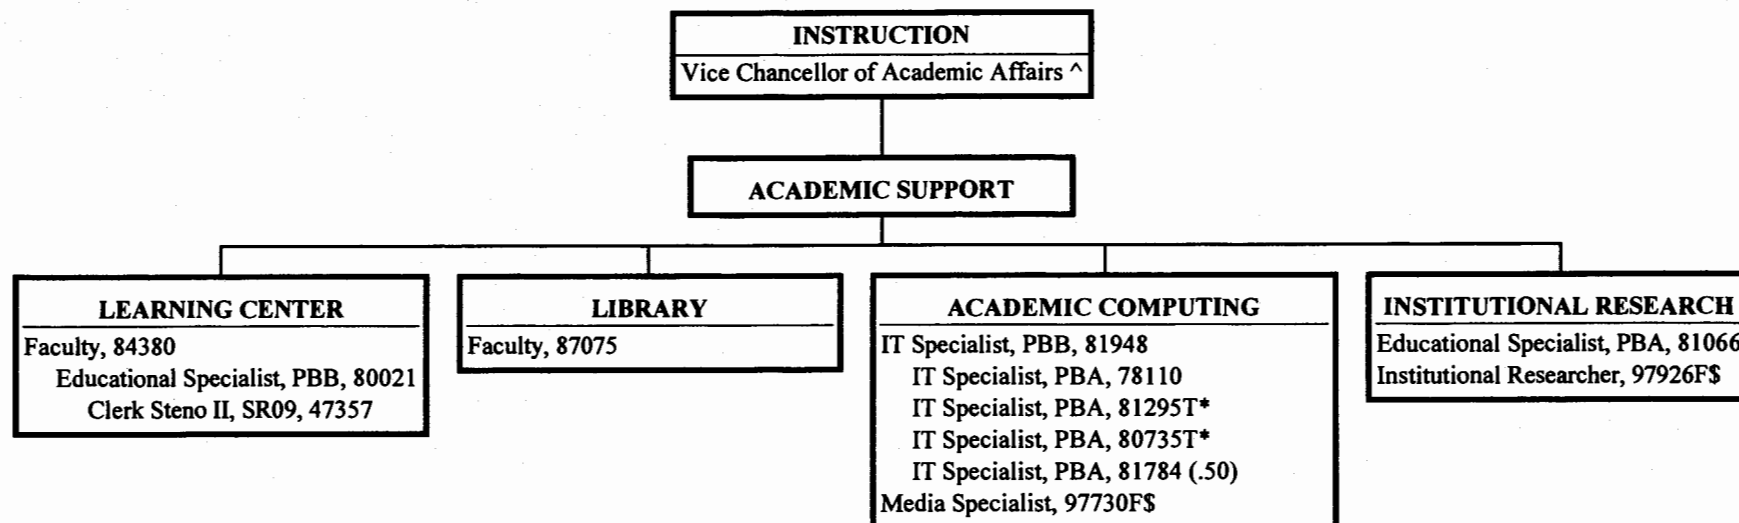 INSTRUCTION
Vice Chancellor of Academic Affairs ^
ACADEMIC SUPPORT
LEARNING CENTER
Faculty, 84380
Educational Specialist, PBB, 80021
Clerk Steno II, SR09, 47357
LIBRARY
Faculty, 87075
ACADEMIC COMPUTING
IT Specialist, PBB, 81948
IT Specialist, PBA, 78110
IT Specialist, PBA, 81295T*
IT Specialist, PBA, 80735T*
IT Specialist, PBA, 81784 (.50)
Media Specialist, 97730F$
INSTITUTIONAL RESEARCH
Educational Specialist, PBA, 81066
Institutional Researcher, 97926F$